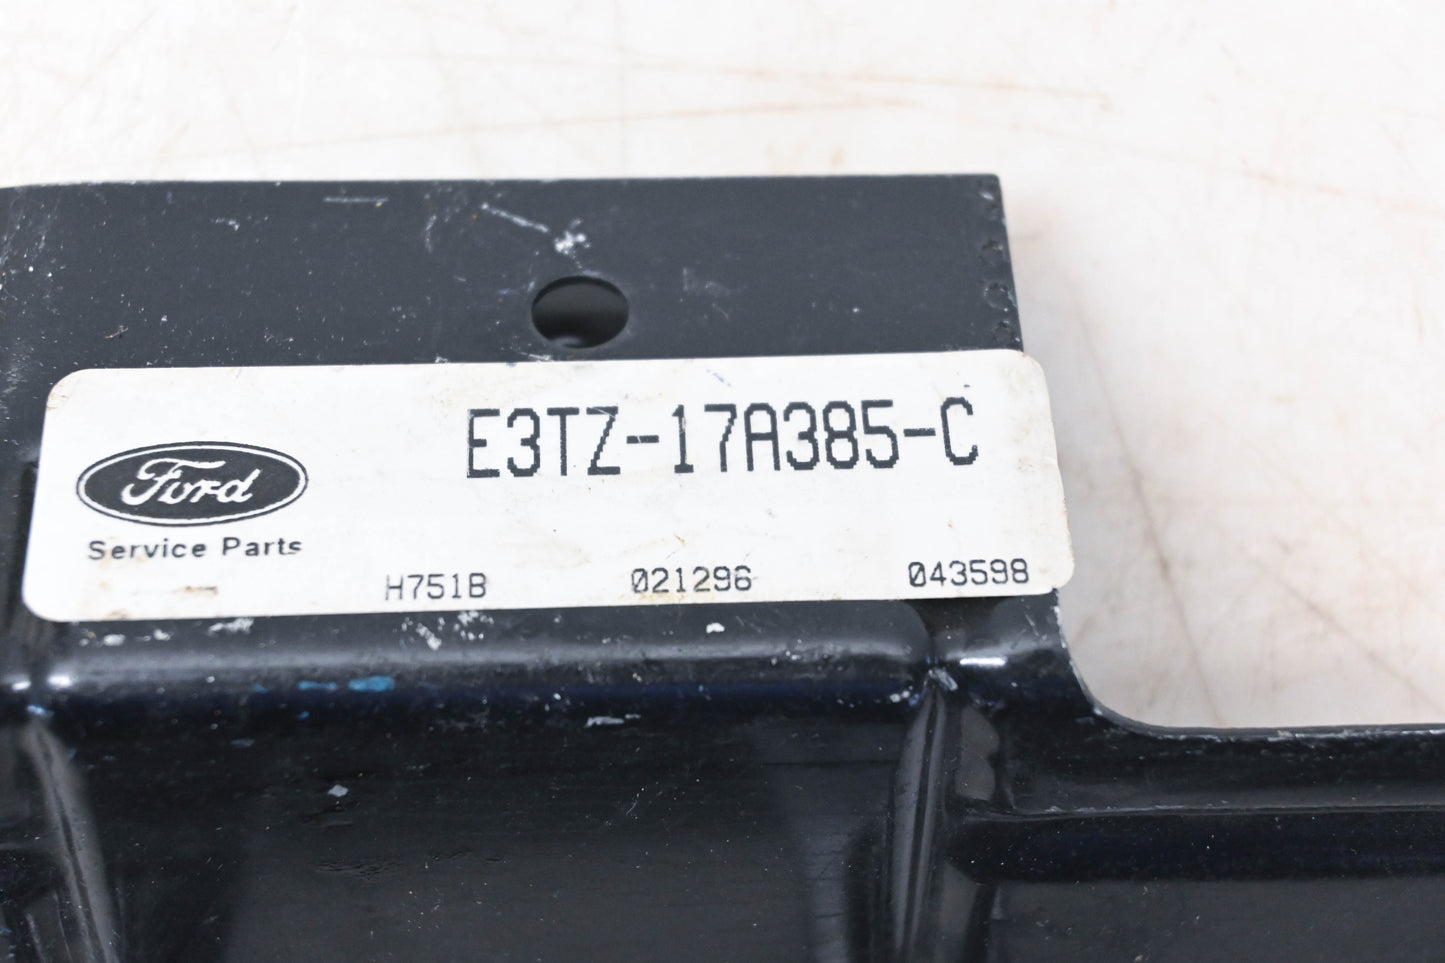 E3TZ-17A385-C
Ford
Service Parts
H751B 021296 043598